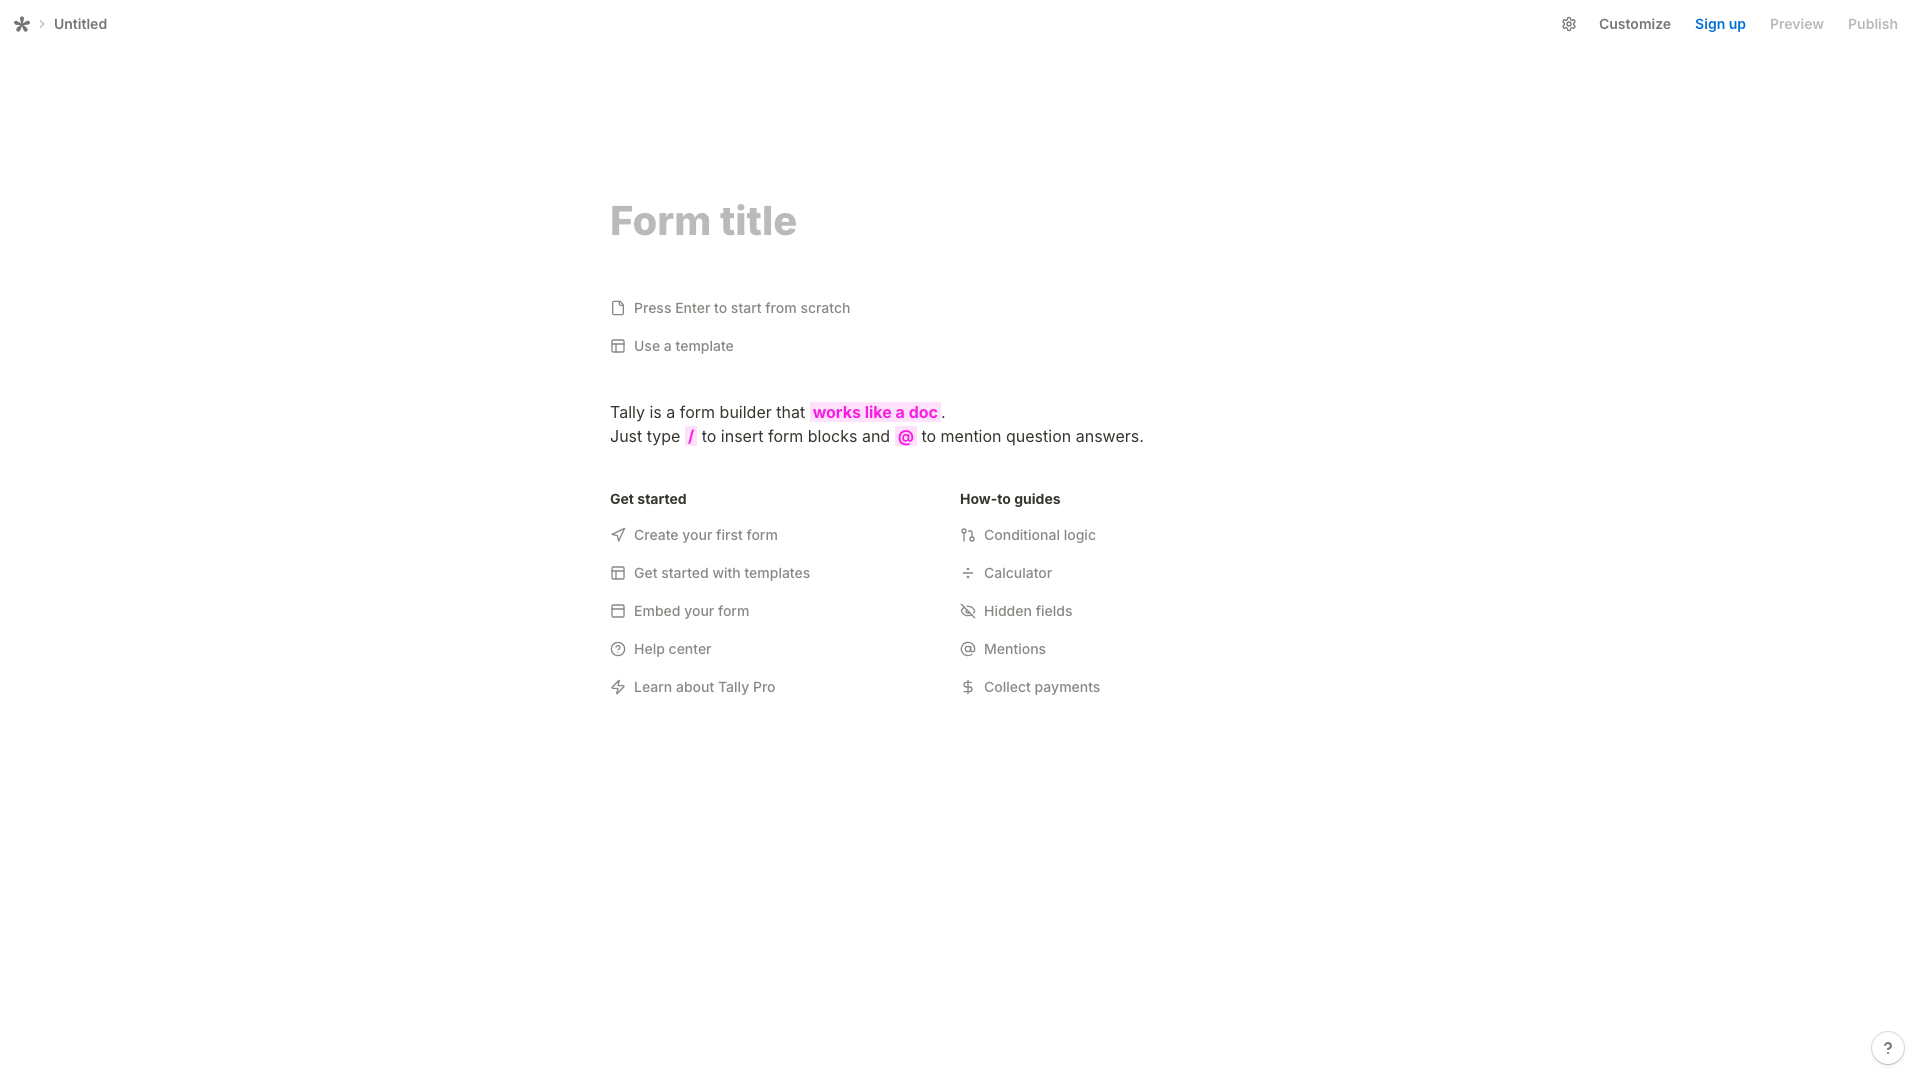 Untitled
Customize
Sign up
Preview
Publish
Form title
Press Enter to start from scratch
Use a template
Tally is a form builder that works like a doc.
Just type / to insert form blocks and @ to mention question answers.
Get started
Create your first form
Get started with templates
Embed your form
Help center
Learn about Tally Pro
How-to guides
Conditional logic
Calculator
Hidden fields
Mentions
Collect payments
?